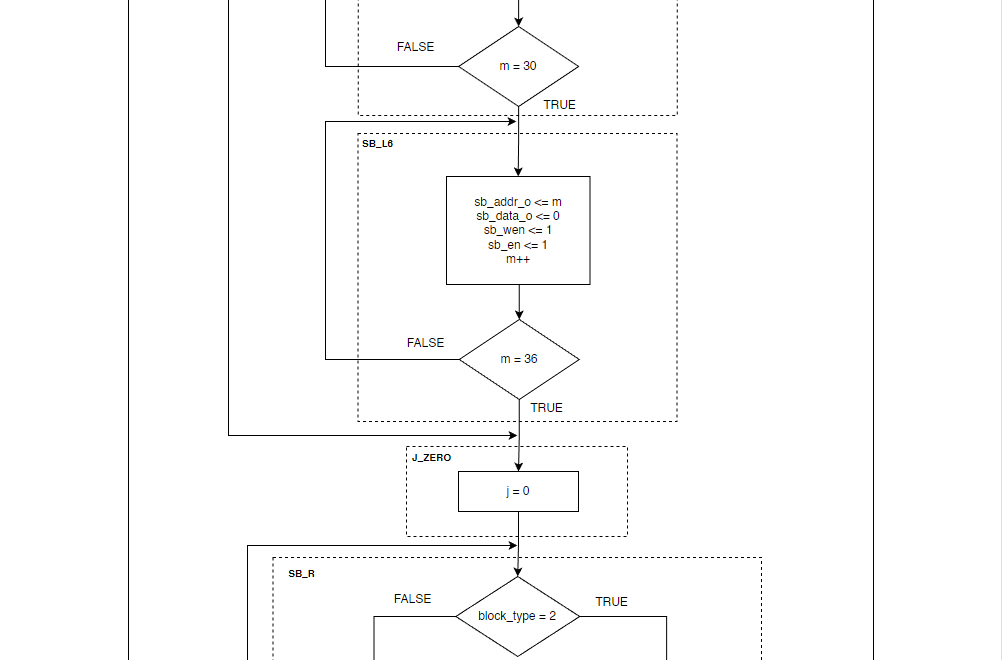 FALSE
m = 30
TRUE
SB_L6
sb_addr_o <= m
sb_data_o <= 0
sb_wen <= 1
sb_en <= 1
m++
FALSE
m = 36
TRUE
J_ZERO
j = 0
SB_R
FALSE
TRUE
block_type = 2